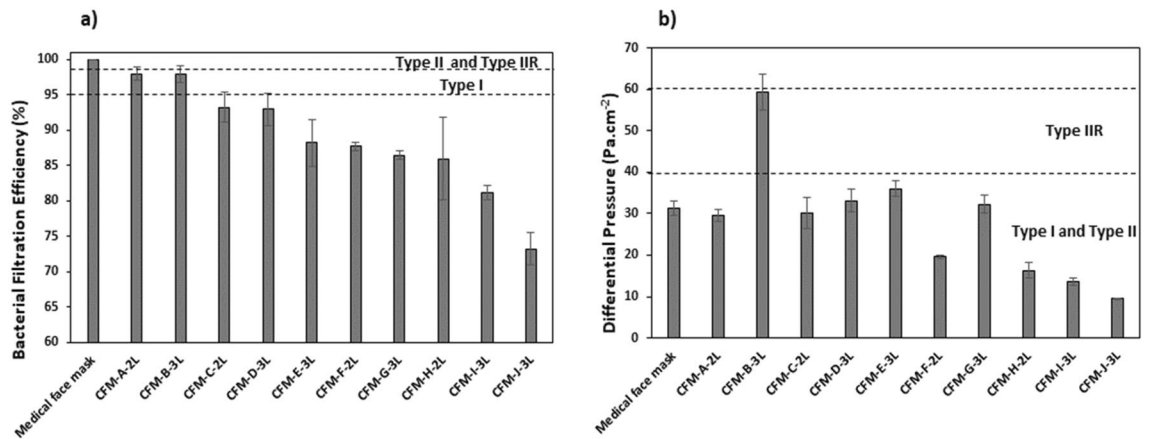 a)
Bacterial Filtration Efficiency (%)
100
95
90
85
80
75
70
65
60
Type II and Type IIR
Type I
Medical face mask
CFM-A-2L
CFM-B-3L
CFM-C-2L
CFM-D-3L
CFM-E-3L
CFM-F-2L
CFM-G-3L
CFM-H-2L
CFM-I-3L
CFM-J-3L
b)
Differential Pressure (Pa.cm-2)
70
60
50
40
30
20
10
0
Type IIR
Type I and Type II
Medical face mask
CFM-A-2L
CFM-B-3L
CFM-C-2L
CFM-D-3L
CFM-E-3L
CFM-F-2L
CFM-G-3L
CFM-H-2L
CFM-I-3L
CFM-J-3L